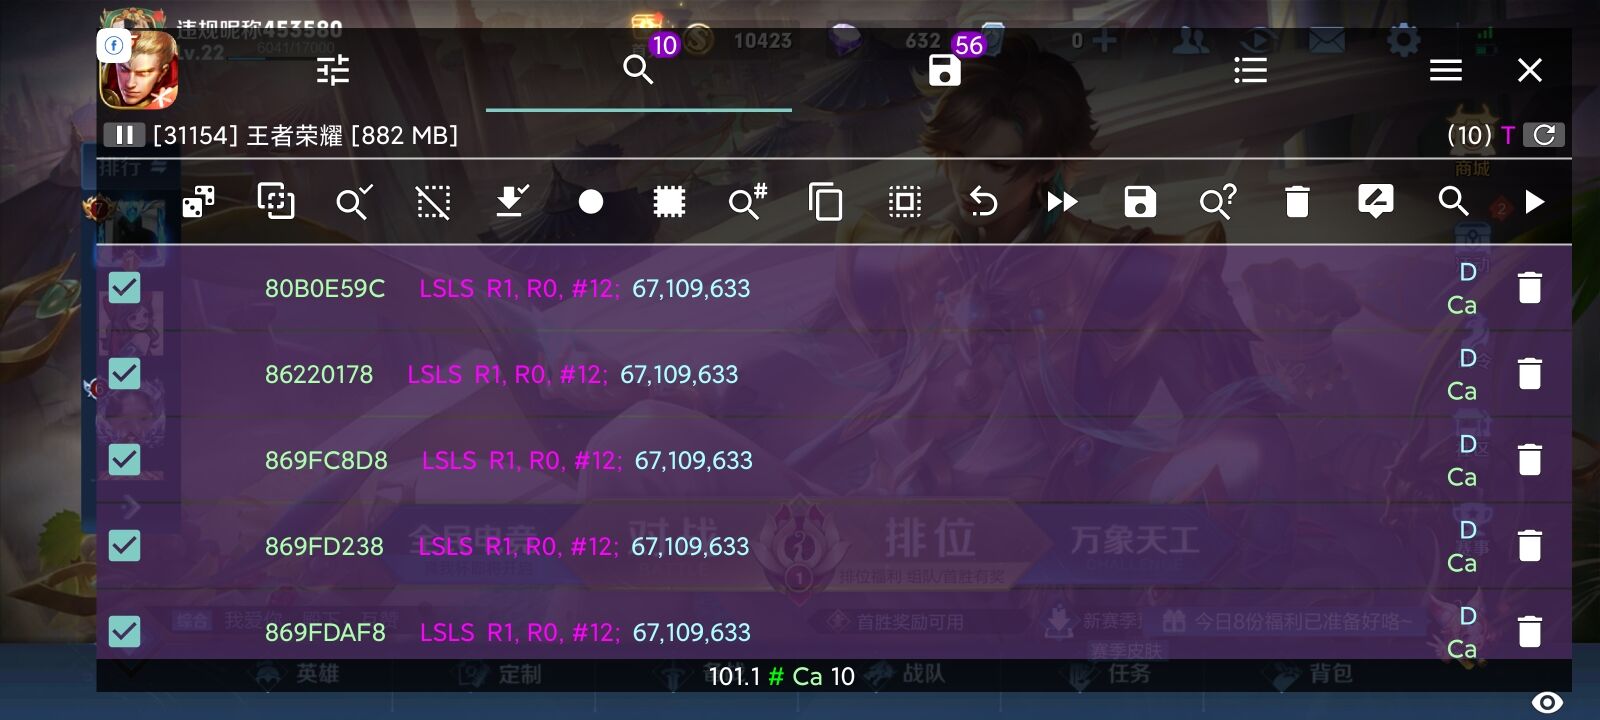 违规昵称453580
Lv.22 6041/17000
10423 632 0
10 56
[31154] 王者荣耀 [882 MB] (10) T
排行 商城
#
?
2
80B0E59C LSLS R1, R0, #12; 67,109,633 D
Ca
86220178 LSLS R1, R0, #12; 67,109,633 D
Ca
869FC8D8 LSLS R1, R0, #12; 67,109,633 D
Ca
869FD238 LSLS R1, R0, #12; 67,109,633 D
Ca
全民电竞 对战 排位 万象天工
CHALLENGE
1 排位福利 组队/首胜有奖
869FDAF8 LSLS R1, R0, #12; 67,109,633 D
Ca
综合 首胜奖励可用 新赛季 今日8份福利已准备好咯~
赛季皮肤
101.1 # Ca 10
英雄 定制 备战 战队 任务 背包